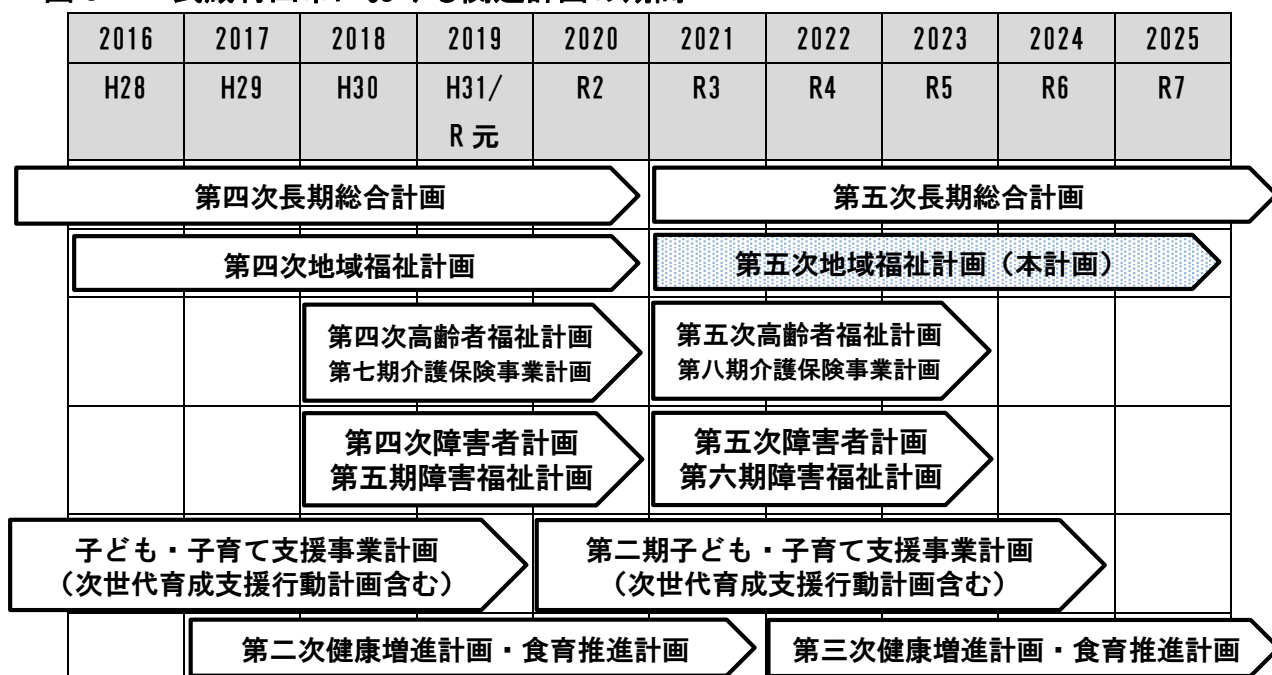 2016 2017 2018 2019 2020 2021 2022 2023 2024 2025
H28 H29 H30 H31/ R2 R3 R4 R5 R6 R7
R元
第四次長期総合計画 第五次長期総合計画
第四次地域福祉計画 第五次地域福祉計画（本計画）
第四次高齢者福祉計画 第五次高齢者福祉計画
第七期介護保険事業計画 第八期介護保険事業計画
第四次障害者計画 第五次障害者計画
第五期障害福祉計画 第六期障害福祉計画
子ども・子育て支援事業計画 第二期子ども・子育て支援事業計画
（次世代育成支援行動計画含む） （次世代育成支援行動計画含む）
第二次健康増進計画・食育推進計画 第三次健康増進計画・食育推進計画